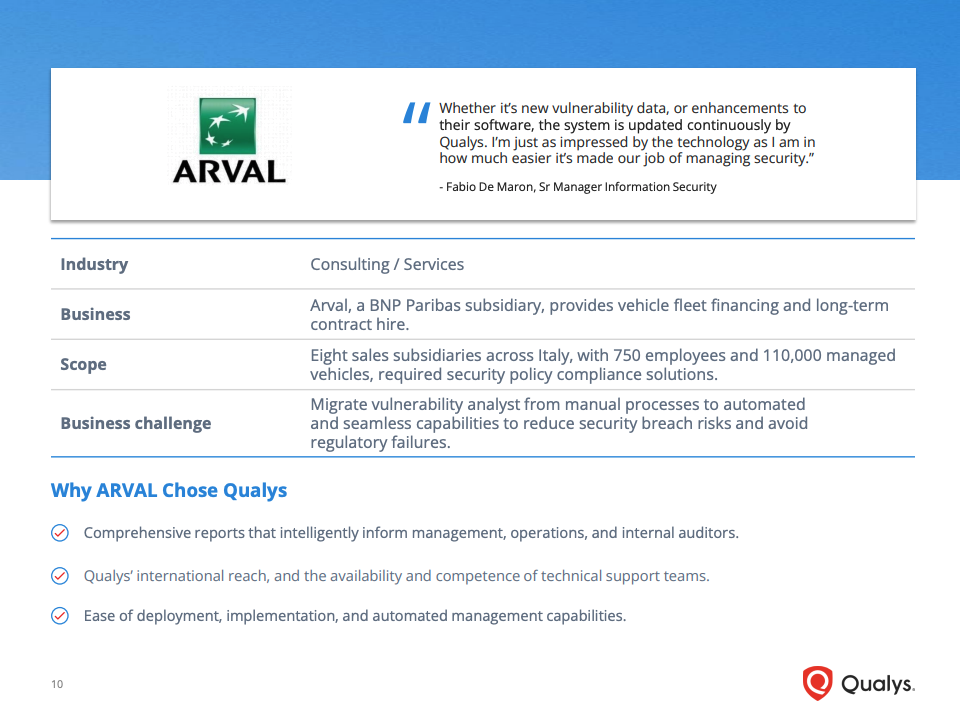 ARVAL
“
Whether it’s new vulnerability data, or enhancements to
their software, the system is updated continuously by
Qualys. I’m just as impressed by the technology as I am in
how much easier it’s made our job of managing security.”
- Fabio De Maron, Sr Manager Information Security
Industry
Consulting / Services
Business
Arval, a BNP Paribas subsidiary, provides vehicle fleet financing and long-term
contract hire.
Scope
Eight sales subsidiaries across Italy, with 750 employees and 110,000 managed
vehicles, required security policy compliance solutions.
Business challenge
Migrate vulnerability analyst from manual processes to automated
and seamless capabilities to reduce security breach risks and avoid
regulatory failures.
Why ARVAL Chose Qualys
Comprehensive reports that intelligently inform management, operations, and internal auditors.
Qualys’ international reach, and the availability and competence of technical support teams.
Ease of deployment, implementation, and automated management capabilities.
10
Qualys.